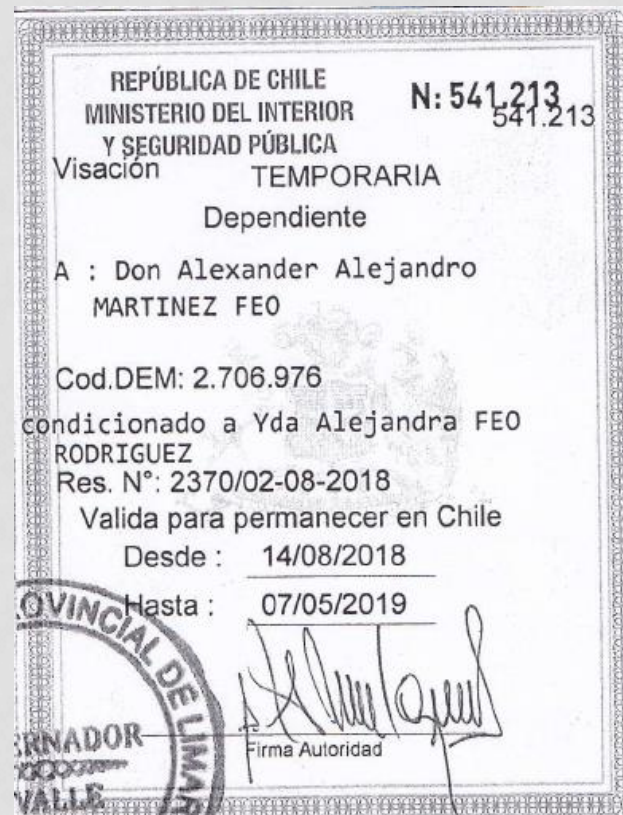 REPÚBLICA DE CHILE
MINISTERIO DEL INTERIOR
Y SEGURIDAD PÚBLICA
N: 541.213
541.213
Visación TEMPORARIA
Dependiente
A : Don Alexander Alejandro
MARTINEZ FEO
Cod.DEM: 2.706.976
condicionado a Yda Alejandra FEO
RODRIGUEZ
Res. N°: 2370/02-08-2018
Valida para permanecer en Chile
Desde : 14/08/2018
Hasta : 07/05/2019
Firma Autoridad
OVINCIAL DE LIMAR
ERNADOR
VALLE